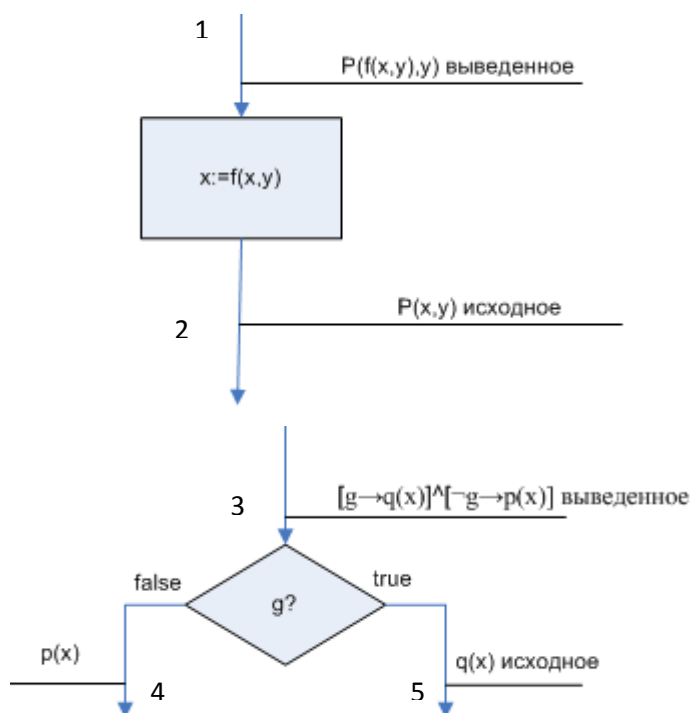 1
P(f(x,y),y) выведенное
x:=f(x,y)
P(x,y) исходное
2
3
[g→q(x)]^[¬g→p(x)] выведенное
false
true
g?
p(x)
q(x) исходное
4
5